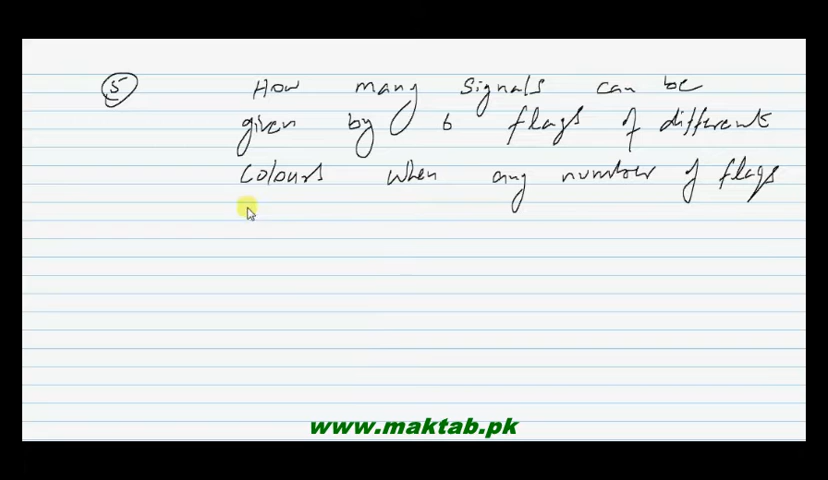 5 How many signals can be
given by 6 flags of different
colours when any number of flags
www.maktab.pk